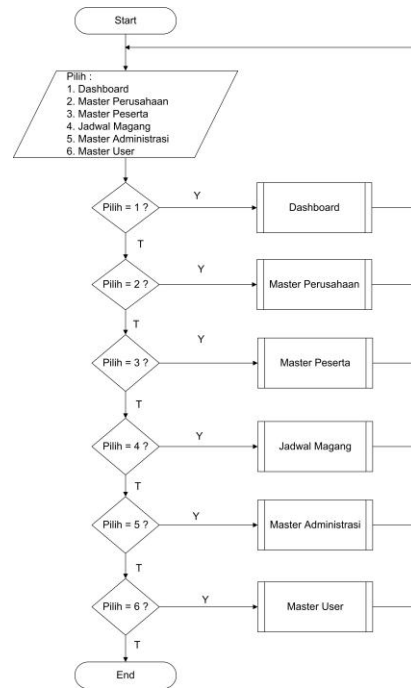 Start
Pilih :
1. Dashboard
2. Master Perusahaan
3. Master Peserta
4. Jadwal Magang
5. Master Administrasi
6. Master User
Pilih = 1 ?
Y
Dashboard
T
Pilih = 2 ?
Y
Master Perusahaan
T
Pilih = 3 ?
Y
Master Peserta
T
Pilih = 4 ?
Y
Jadwal Magang
T
Pilih = 5 ?
Y
Master Administrasi
T
Pilih = 6 ?
Y
Master User
T
End